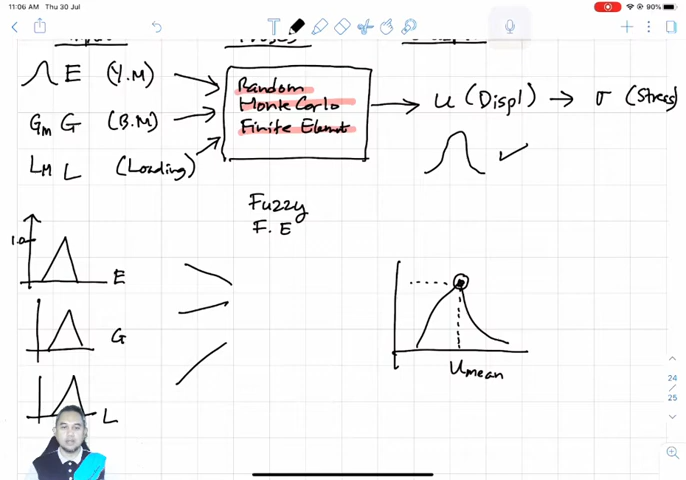 11:06 AM Thu 30 Jul
90%
E (Y.M)
Random
Monte Carlo
Finite Element
u (Displ) → σ (Stress)
Gm G (B.M)
LM L (Loading)
Fuzzy
F. E
1.0
E
G
L
Umean
24
/
25